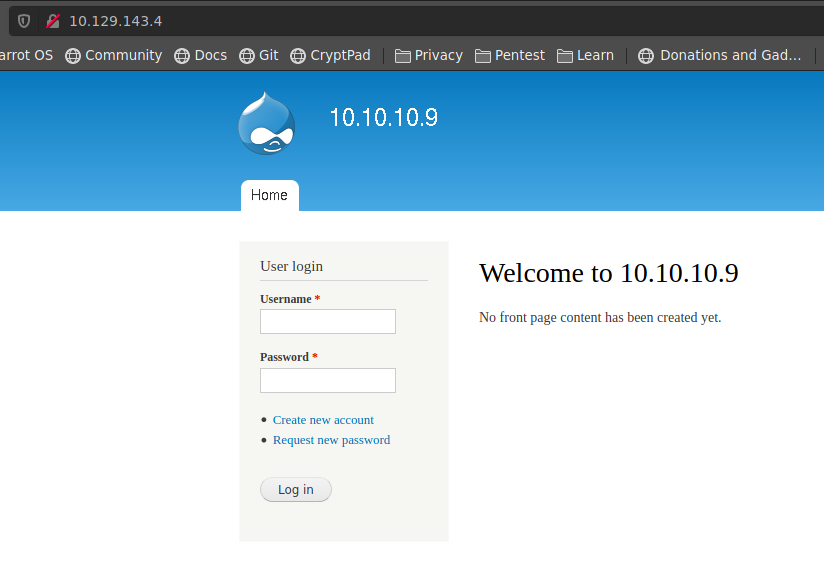 10.129.143.4
arrot OS Community Docs Git CryptPad Privacy Pentest Learn Donations and Gad...
10.10.10.9
Home
User login
Username *
Password *
Create new account
Request new password
Log in
Welcome to 10.10.10.9
No front page content has been created yet.